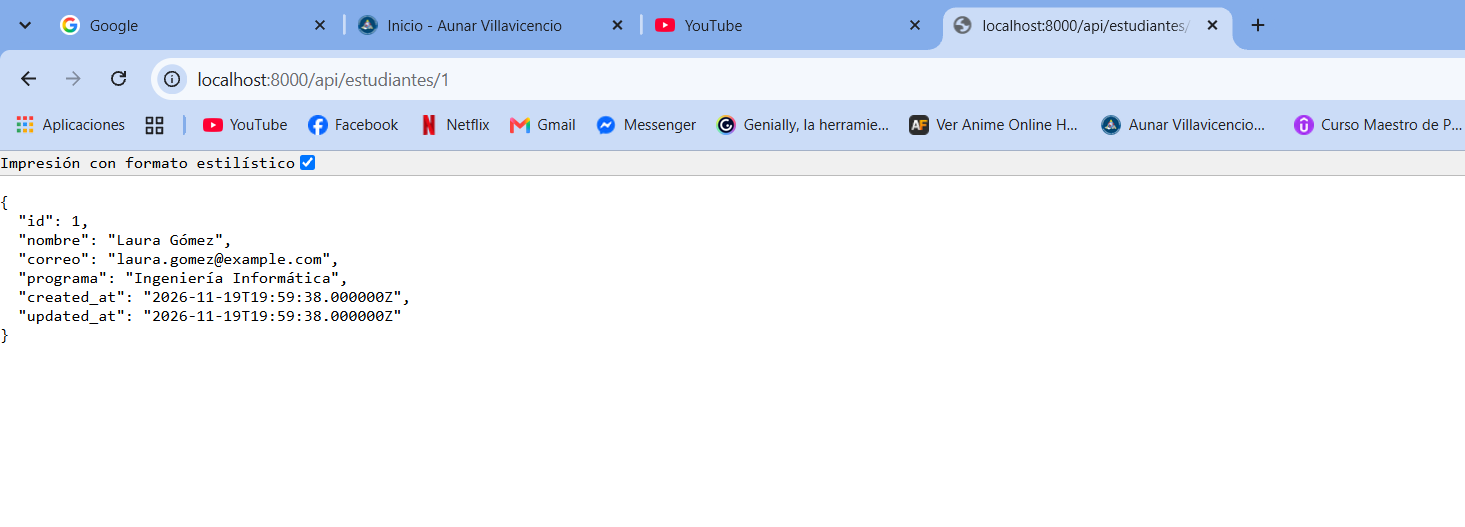 Google
Inicio - Aunar Villavicencio
YouTube
localhost:8000/api/estudiantes/
localhost:8000/api/estudiantes/1
Aplicaciones
YouTube
Facebook
Netflix
Gmail
Messenger
Genially, la herramie...
AF Ver Anime Online H...
Aunar Villavicencio...
Curso Maestro de P...
Impresión con formato estilístico
{
  "id": 1,
  "nombre": "Laura Gómez",
  "correo": "laura.gomez@example.com",
  "programa": "Ingeniería Informática",
  "created_at": "2026-11-19T19:59:38.000000Z",
  "updated_at": "2026-11-19T19:59:38.000000Z"
}